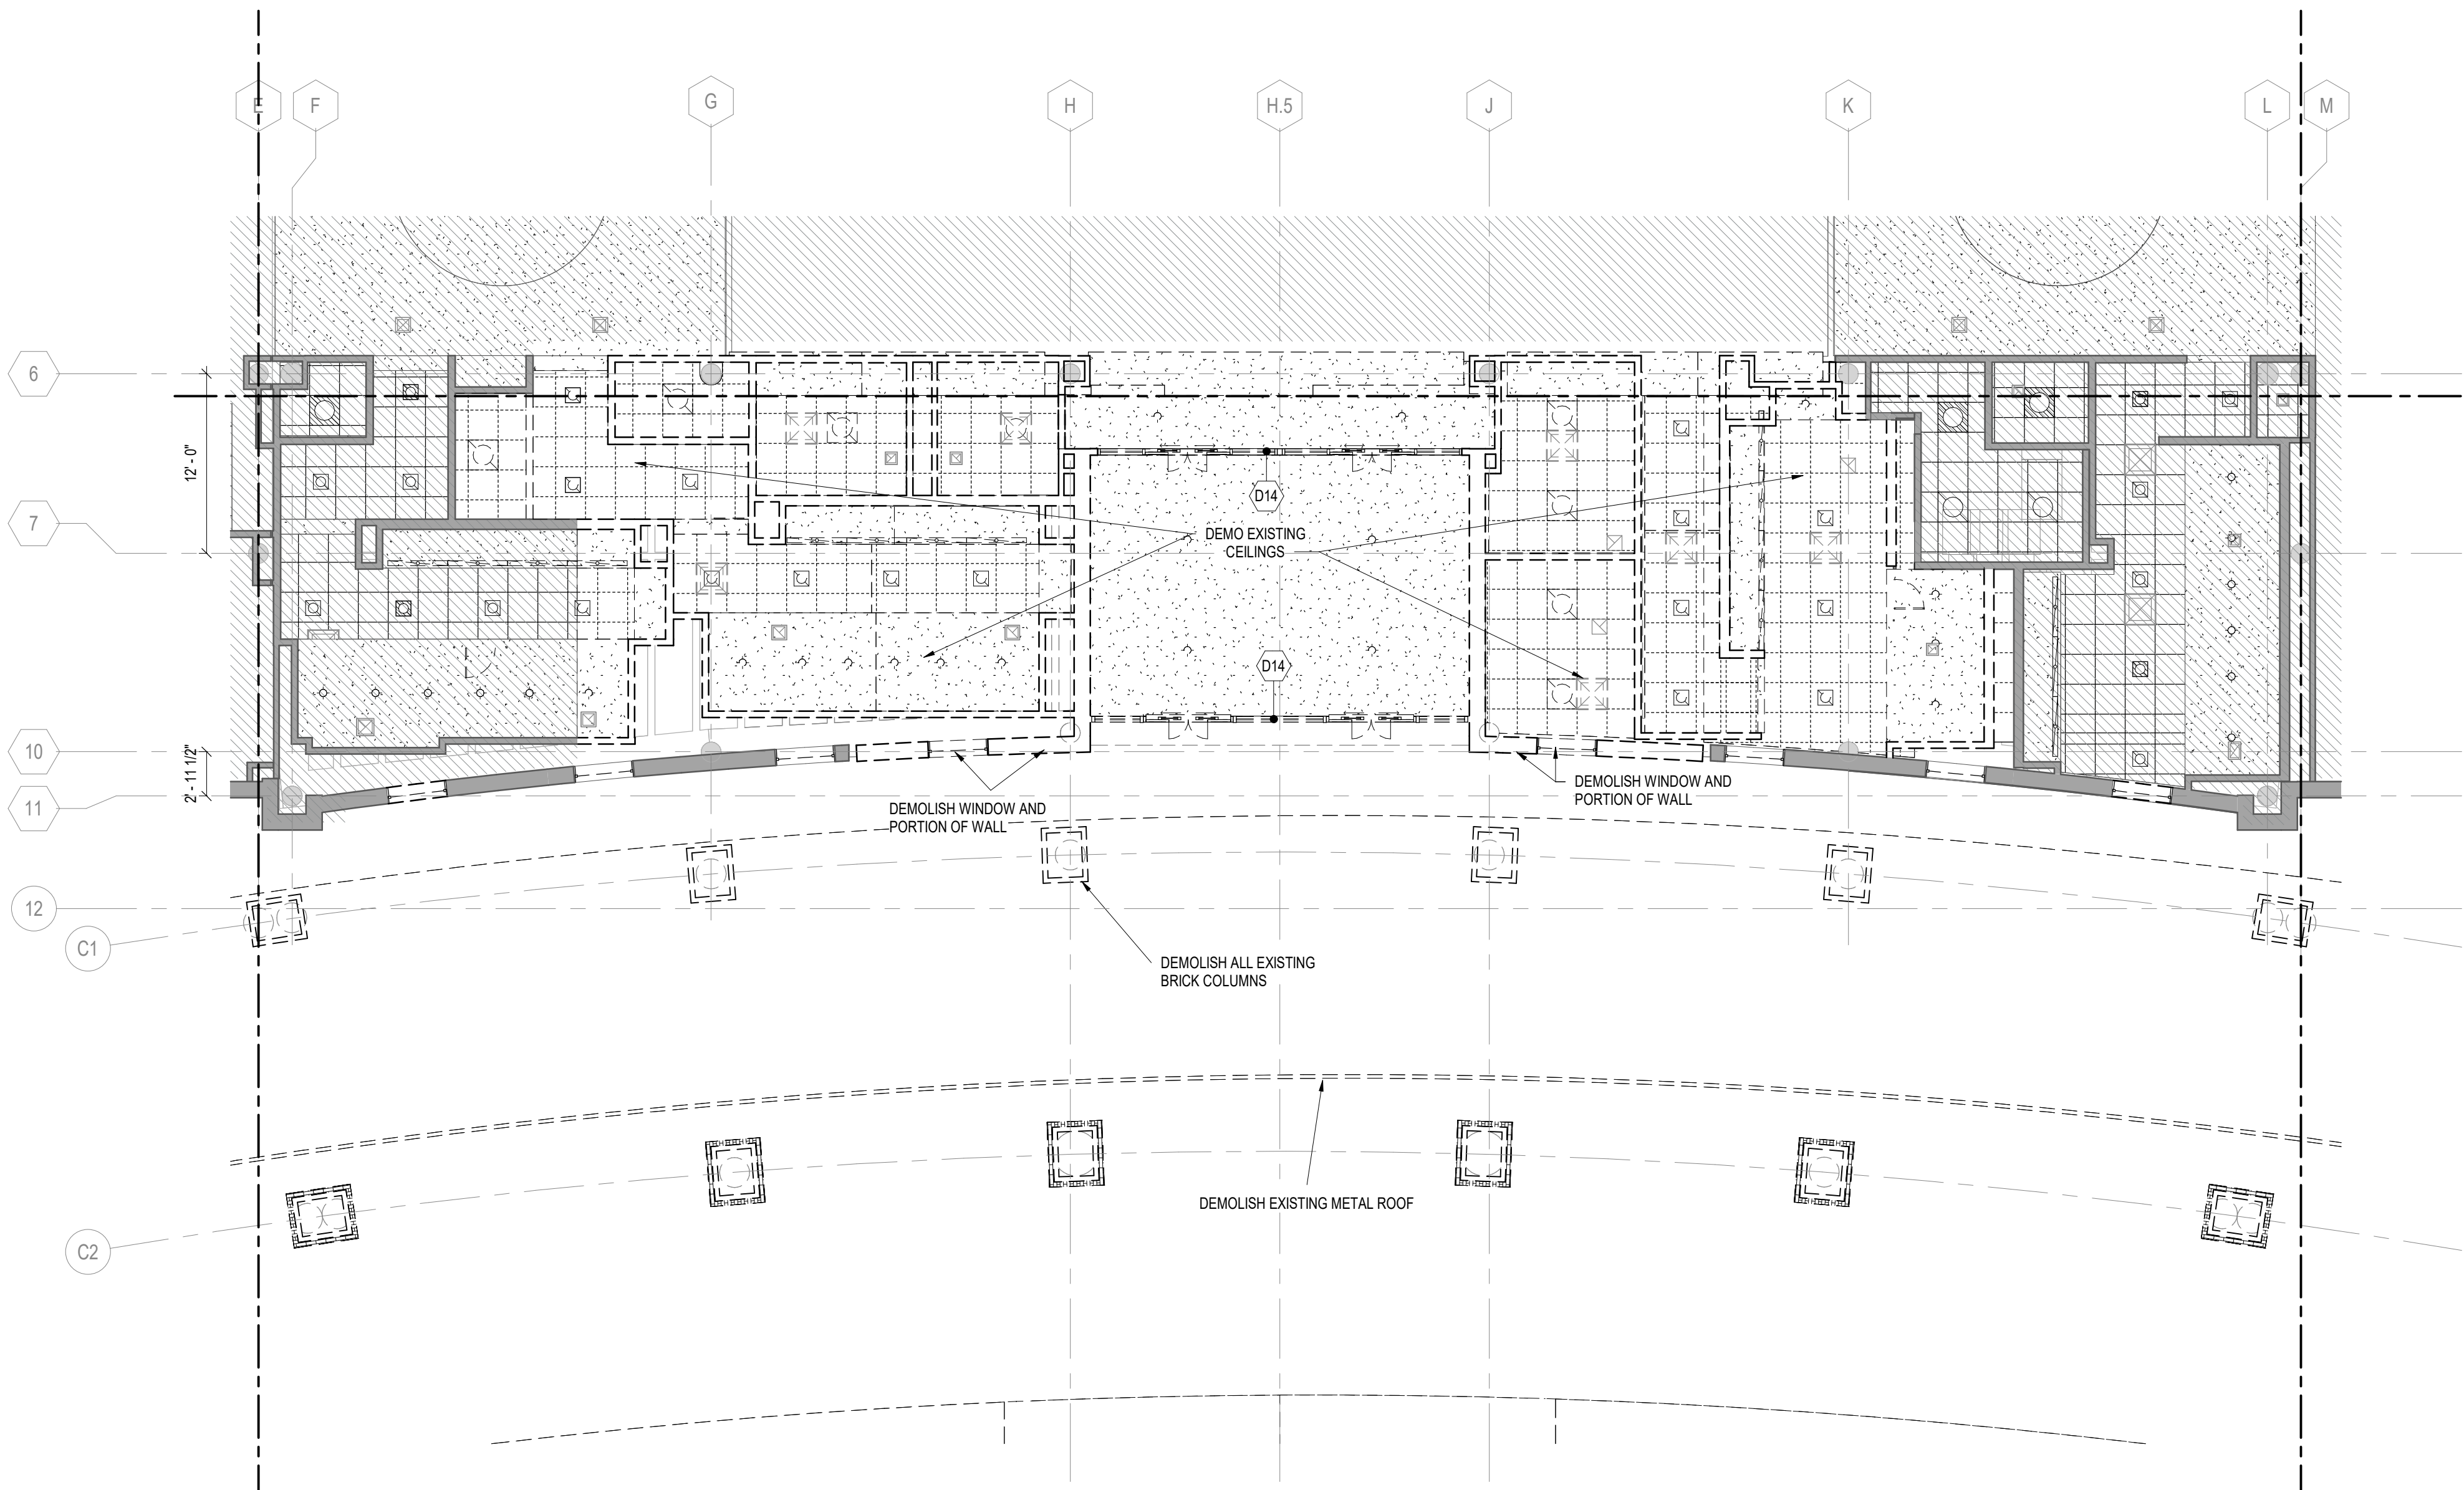 E
F
G
H
H.5
J
K
L
M
6
12' - 0"
7
D14
DEMO EXISTING
CEILINGS
D14
10
2' - 11 1/2"
11
DEMOLISH WINDOW AND
PORTION OF WALL
DEMOLISH WINDOW AND
PORTION OF WALL
12
C1
DEMOLISH ALL EXISTING
BRICK COLUMNS
DEMOLISH EXISTING METAL ROOF
C2